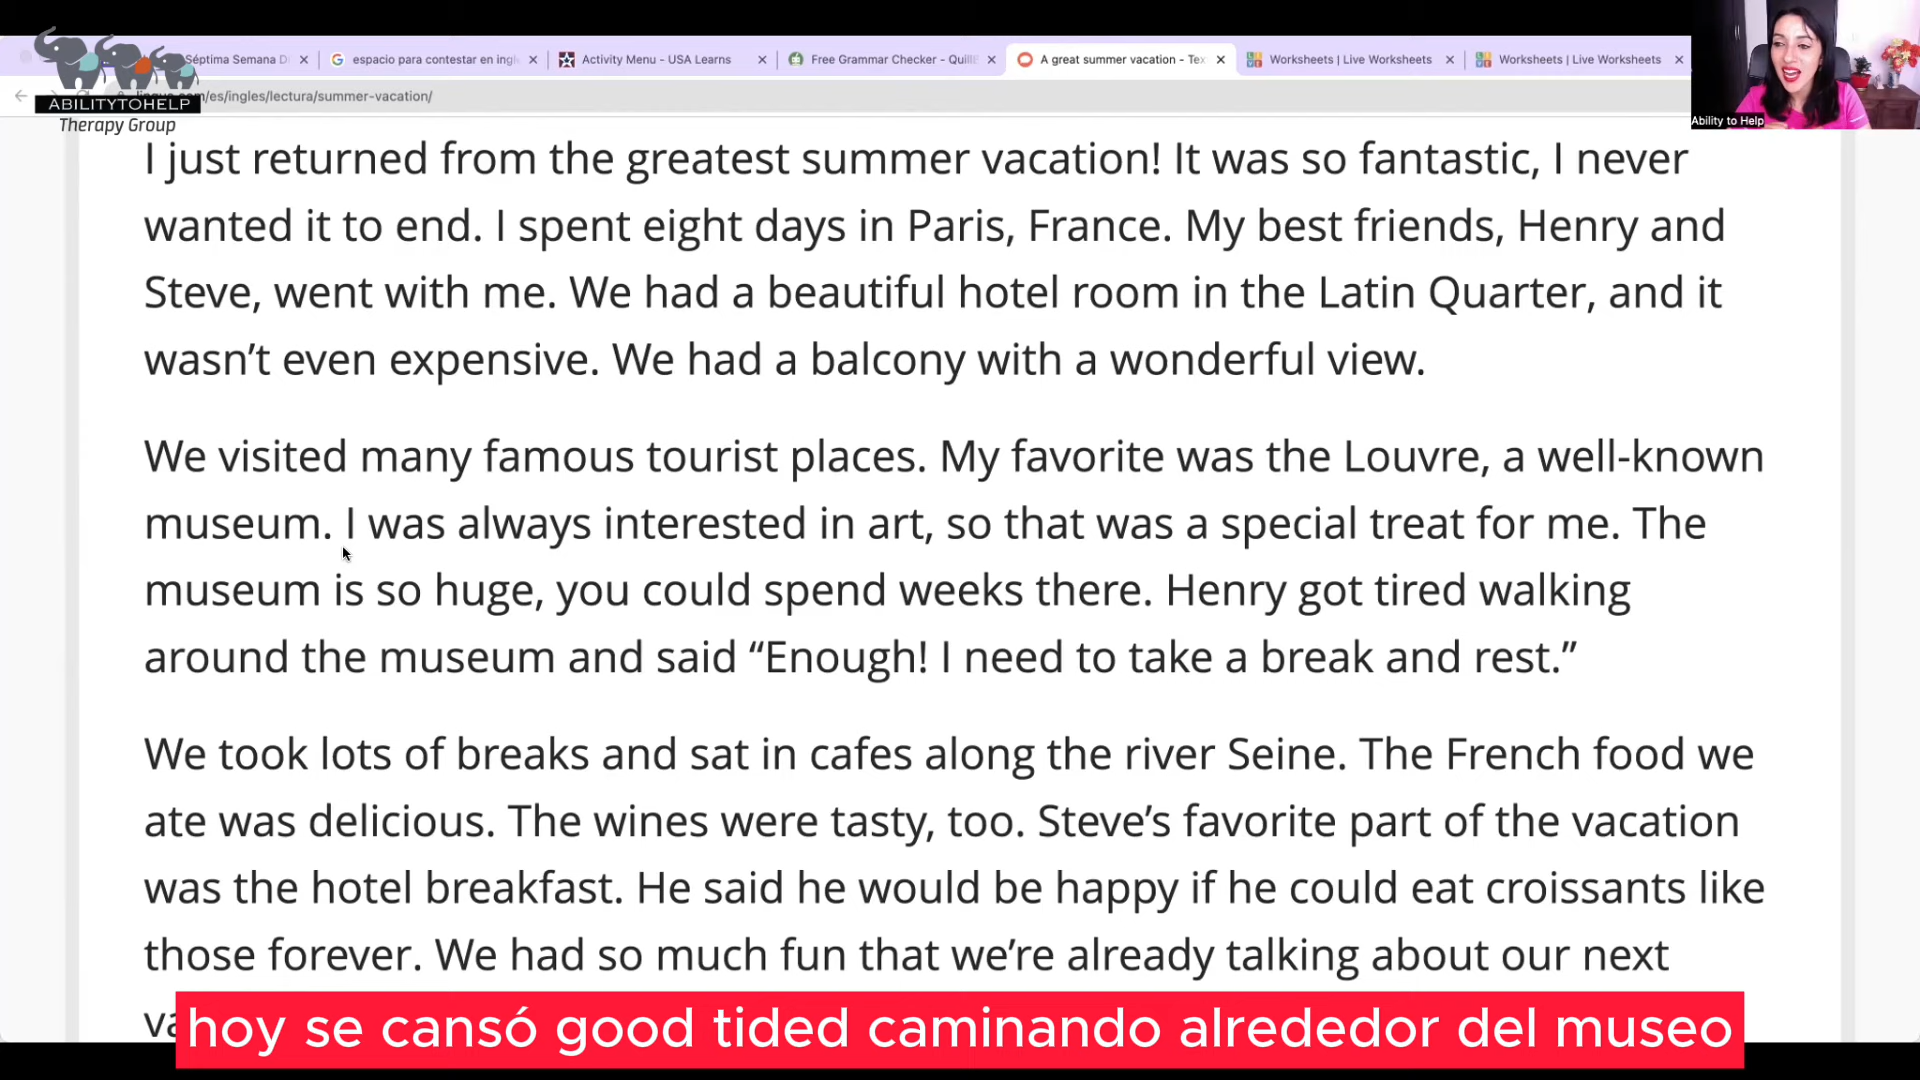 Séptima Semana D
espacio para contestar en ingl
Activity Menu - USA Learns
Free Grammar Checker - Quill
A great summer vacation - Tex
Worksheets | Live Worksheets
Worksheets | Live Worksheets
ABILITYTOHELP
Therapy Group
/es/ingles/lectura/summer-vacation/
Ability to Help
I just returned from the greatest summer vacation! It was so fantastic, I never
wanted it to end. I spent eight days in Paris, France. My best friends, Henry and
Steve, went with me. We had a beautiful hotel room in the Latin Quarter, and it
wasn’t even expensive. We had a balcony with a wonderful view.
We visited many famous tourist places. My favorite was the Louvre, a well-known
museum. I was always interested in art, so that was a special treat for me. The
museum is so huge, you could spend weeks there. Henry got tired walking
around the museum and said “Enough! I need to take a break and rest.”
We took lots of breaks and sat in cafes along the river Seine. The French food we
ate was delicious. The wines were tasty, too. Steve’s favorite part of the vacation
was the hotel breakfast. He said he would be happy if he could eat croissants like
those forever. We had so much fun that we’re already talking about our next
hoy se cansó good tided caminando alrededor del museo